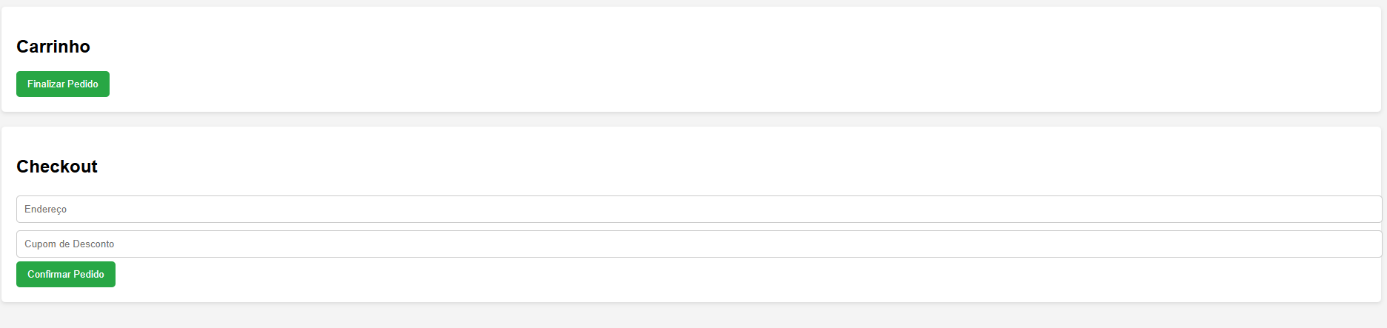 Carrinho
Finalizar Pedido
Checkout
Endereço
Cupom de Desconto
Confirmar Pedido